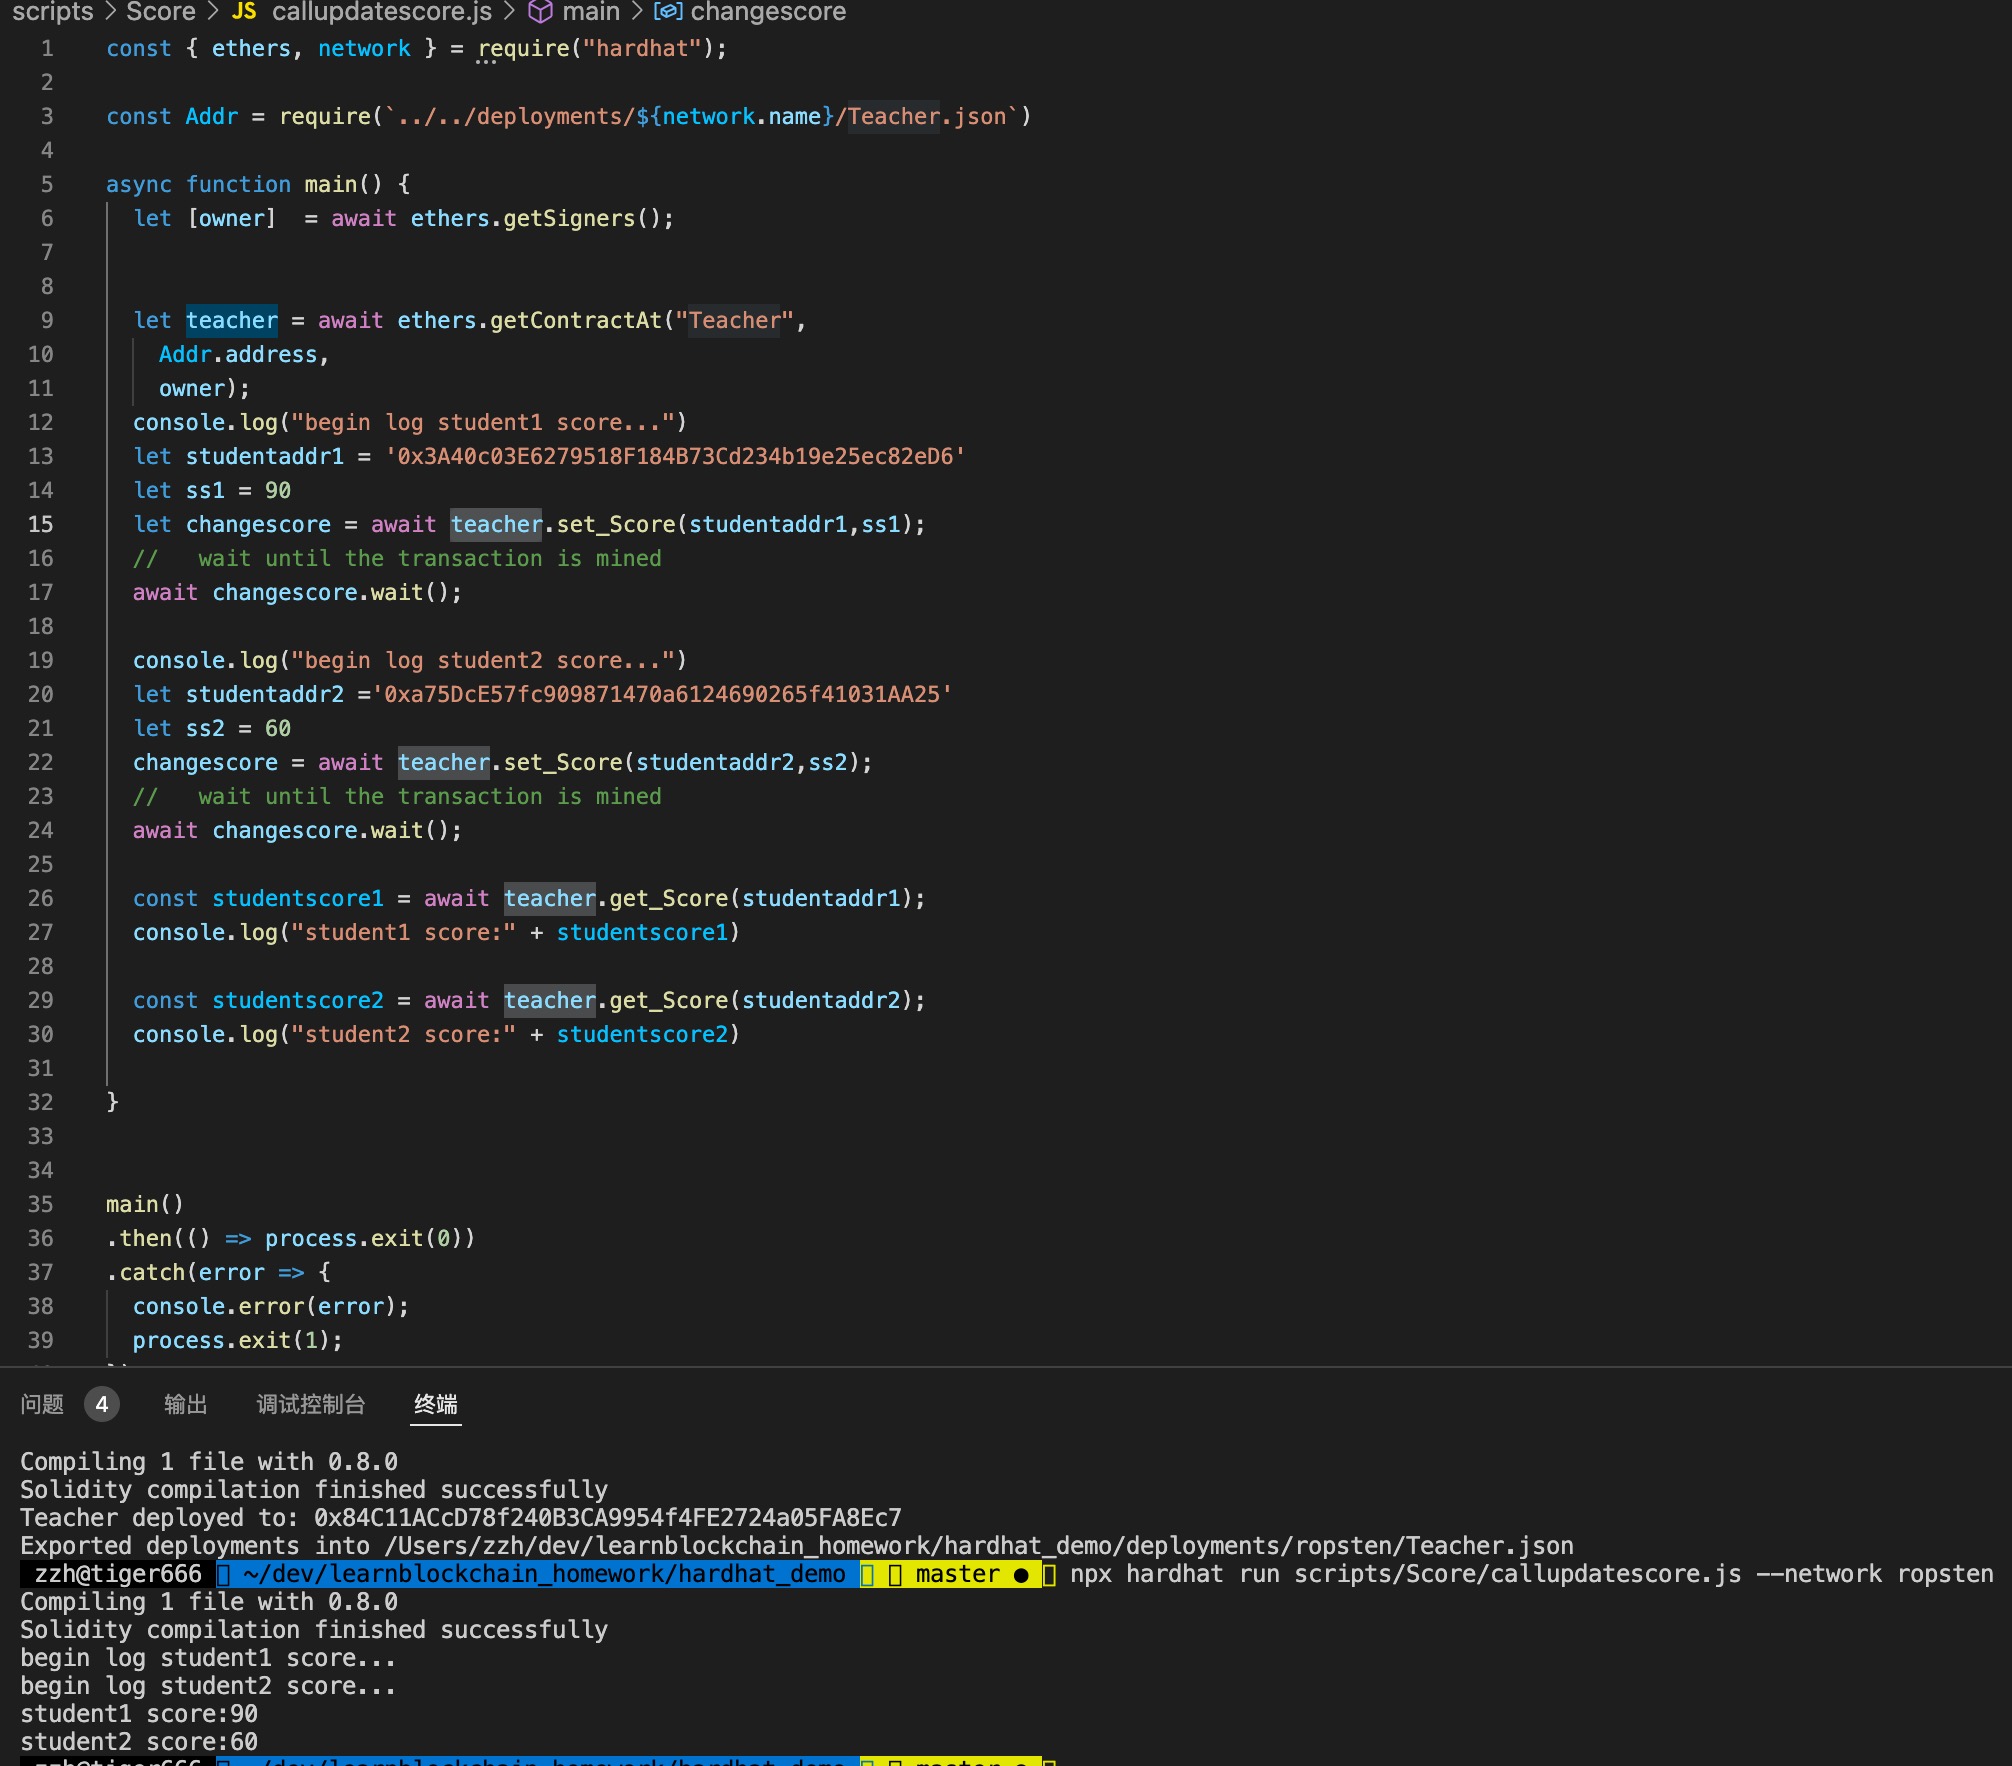 scripts > Score > JS callupdatescore.js > main > changescore
1 const { ethers, network } = require("hardhat");
2
3 const Addr = require(`../../deployments/${network.name}/Teacher.json`)
4
5 async function main() {
6 let [owner]  = await ethers.getSigners();
7
8
9 let teacher = await ethers.getContractAt("Teacher",
10 Addr.address,
11 owner);
12 console.log("begin log student1 score...")
13 let studentaddr1 = '0x3A40c03E6279518F184B73Cd234b19e25ec82eD6'
14 let ss1 = 90
15 let changescore = await teacher.set_Score(studentaddr1,ss1);
16 //   wait until the transaction is mined
17 await changescore.wait();
18
19 console.log("begin log student2 score...")
20 let studentaddr2 ='0xa75DcE57fc909871470a6124690265f41031AA25'
21 let ss2 = 60
22 changescore = await teacher.set_Score(studentaddr2,ss2);
23 //   wait until the transaction is mined
24 await changescore.wait();
25
26 const studentscore1 = await teacher.get_Score(studentaddr1);
27 console.log("student1 score:" + studentscore1)
28
29 const studentscore2 = await teacher.get_Score(studentaddr2);
30 console.log("student2 score:" + studentscore2)
31
32 }
33
34
35 main()
36 .then(() => process.exit(0))
37 .catch(error => {
38 console.error(error);
39 process.exit(1);
问题 4 输出 调试控制台 终端
Compiling 1 file with 0.8.0
Solidity compilation finished successfully
Teacher deployed to: 0x84C11ACcD78f240B3CA9954f4FE2724a05FA8Ec7
Exported deployments into /Users/zzh/dev/learnblockchain_homework/hardhat_demo/deployments/ropsten/Teacher.json
zzh@tiger666 ~/dev/learnblockchain_homework/hardhat_demo master ● npx hardhat run scripts/Score/callupdatescore.js --network ropsten
Compiling 1 file with 0.8.0
Solidity compilation finished successfully
begin log student1 score...
begin log student2 score...
student1 score:90
student2 score:60
zzh@tiger666 ~/dev/learnblockchain_homework/hardhat_demo master ●